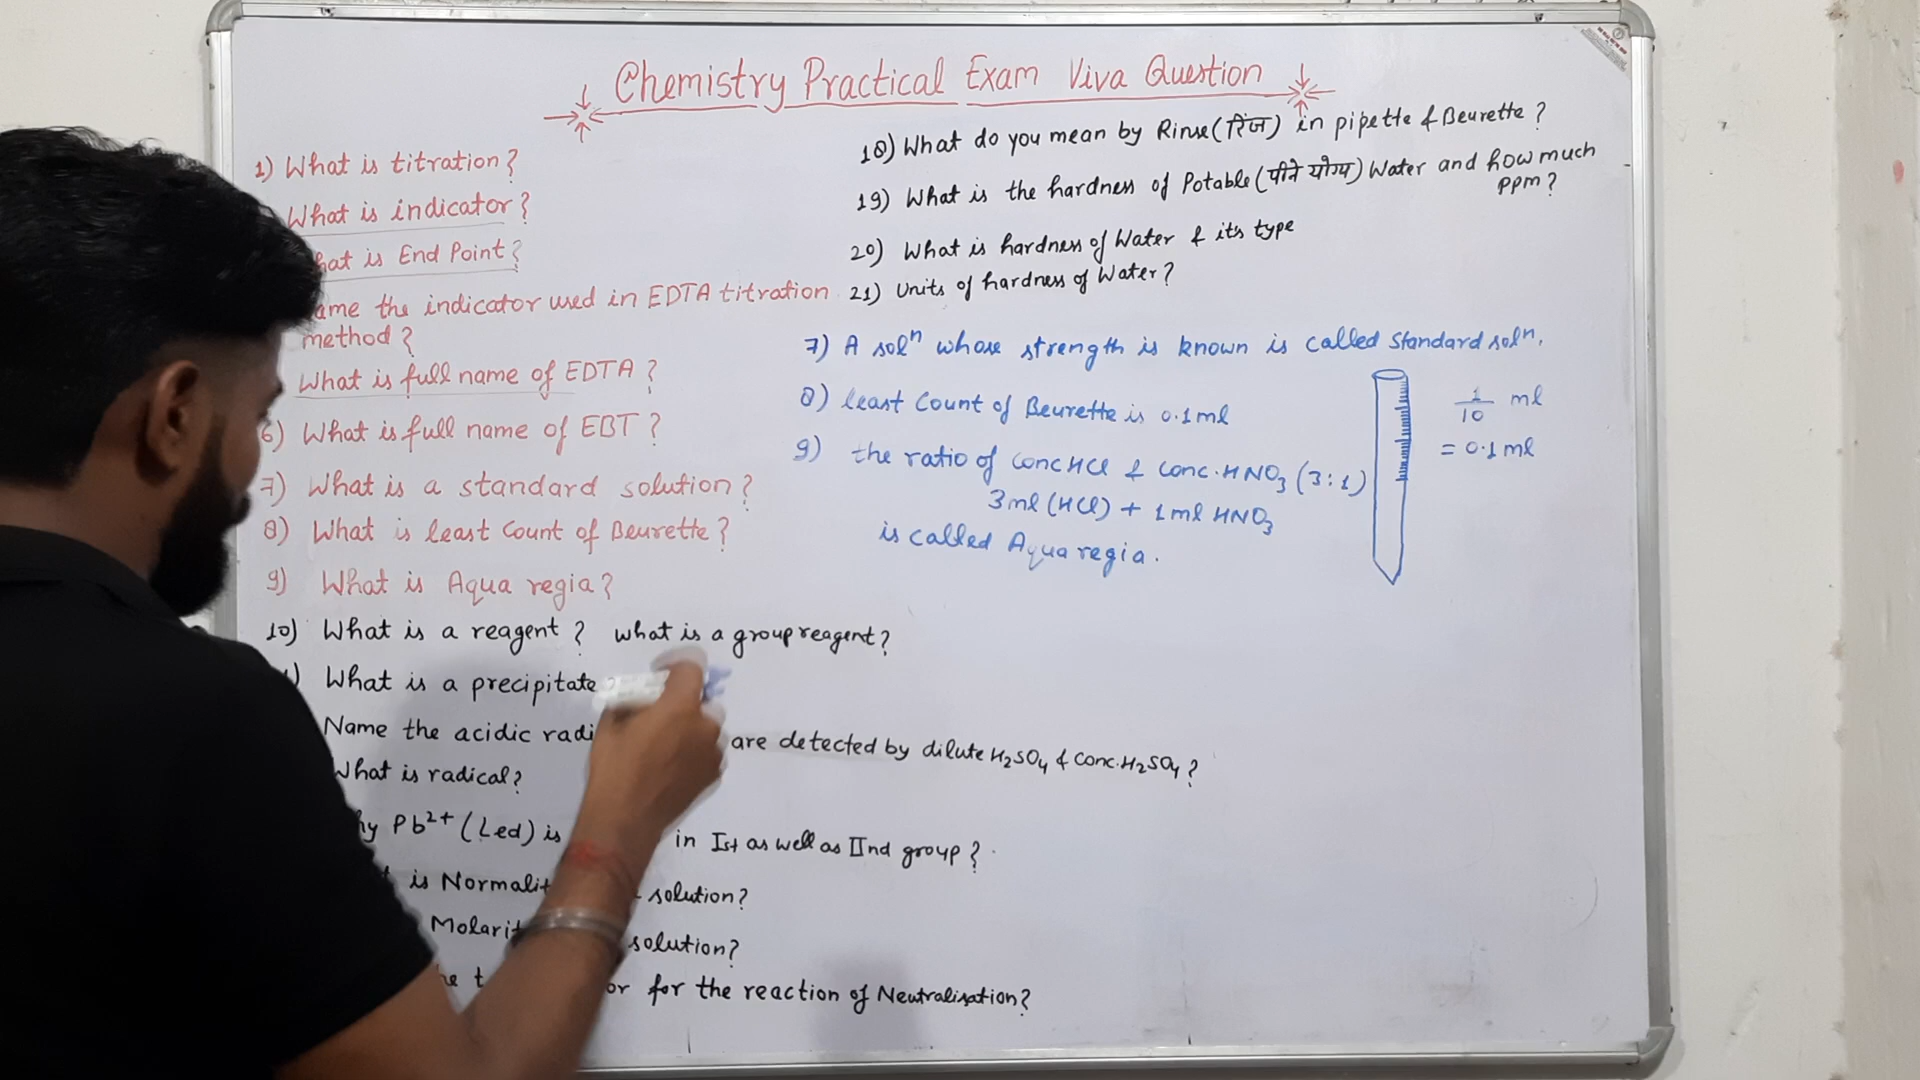 Chemistry Practical Exam Viva Question
1) What is titration?
What is indicator?
What is End Point?
Name the indicator used in EDTA titration
method?
What is full name of EDTA?
6) What is full name of EBT?
7) What is a standard solution?
8) What is least Count of Beurette?
9) What is Aqua regia?
10) What is a reagent? what is a group reagent?
What is a precipitate
Name the acidic radi are detected by dilute H₂SO₄ & Conc. H₂SO₄?
What is radical?
Pb²⁺ (Led) is in Ist as well as IInd group?
is Normalit solution?
Molarit solution?
for the reaction of Neutralisation?
18) What do you mean by Rinse (रिंज) in pipette & Beurette?
19) What is the hardness of Potable (पीने योग्य) Water and how much
ppm?
20) What is hardness of Water & its type
21) Units of hardness of Water?
7) A solⁿ whose strength is known is called Standard solⁿ.
8) least Count of Beurette is 0.1ml
1/10 ml
= 0.1ml
9) the ratio of Conc HCl & Conc. HNO₃ (3:1)
3ml (HCl) + 1ml HNO₃
is called Aqua regia.